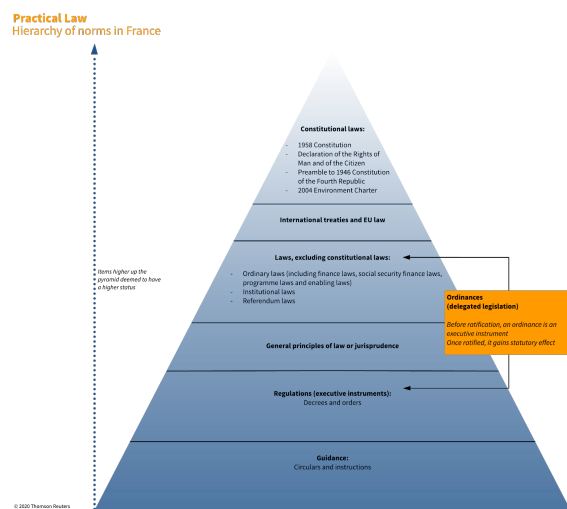 Practical Law
Hierarchy of norms in France
Constitutional laws:
- 1958 Constitution
- Declaration of the Rights of
Man and of the Citizen
- Preamble to 1946 Constitution
of the Fourth Republic
- 2004 Environment Charter
International treaties and EU law
Laws, excluding constitutional laws:
- Ordinary laws (including finance laws, social security finance laws,
programme laws and enabling laws)
- Institutional laws
- Referendum laws
Items higher up the
pyramid deemed to have
a higher status
Ordinances
(delegated legislation)
Before ratification, an ordinance is an
executive instrument
Once ratified, it gains statutory effect
General principles of law or jurisprudence
Regulations (executive instruments):
Decrees and orders
Guidance:
Circulars and instructions
© 2020 Thomson Reuters